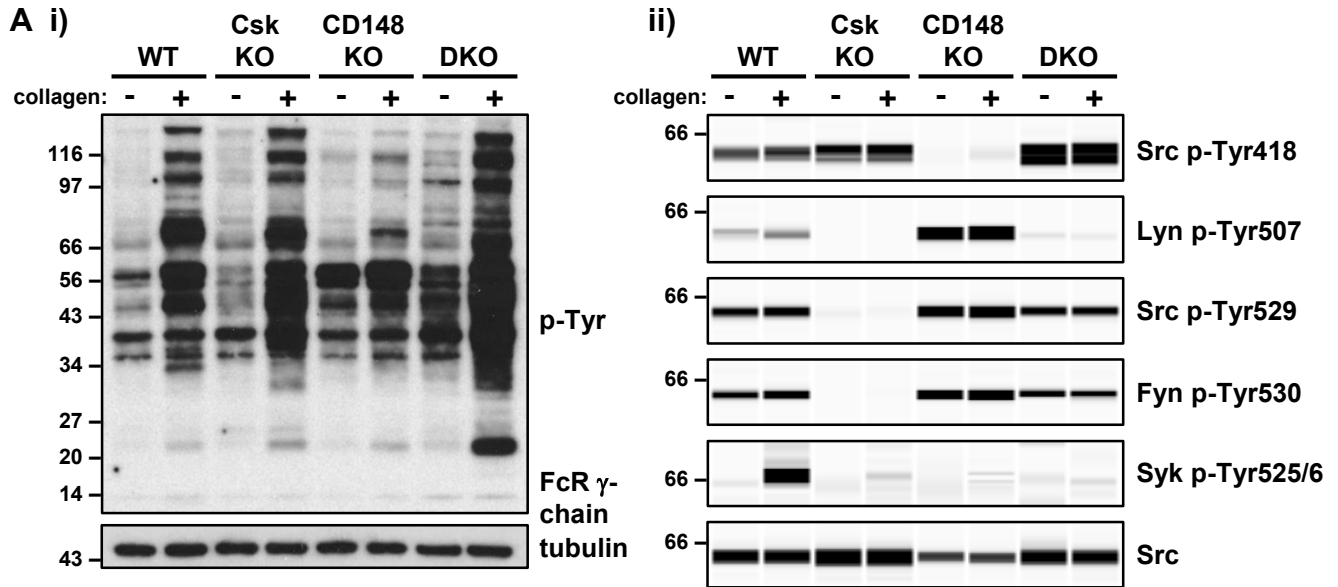 A i)
Csk CD148
WT KO KO DKO
collagen: - + - + - + - +
116
97
66
56
43
34
27
20
14
p-Tyr
FcR γ-
chain
43
tubulin
ii)
Csk CD148
WT KO KO DKO
collagen: - + - + - + - +
66 Src p-Tyr418
66 Lyn p-Tyr507
66 Src p-Tyr529
66 Fyn p-Tyr530
66 Syk p-Tyr525/6
66 Src